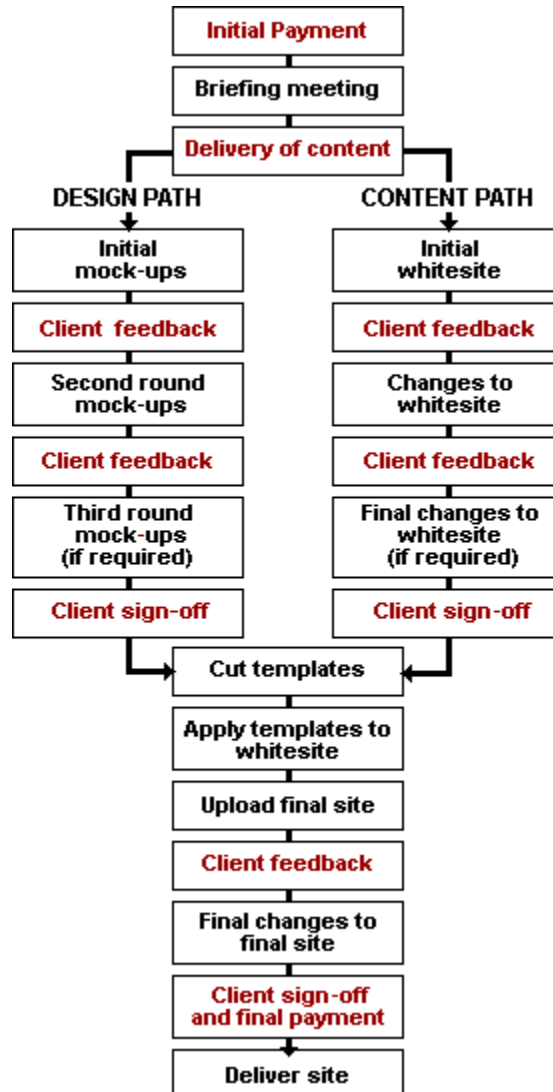 Initial Payment
Briefing meeting
Delivery of content
DESIGN PATH
Initial
mock-ups
Client feedback
Second round
mock-ups
Client feedback
Third round
mock-ups
(if required)
Client sign-off
CONTENT PATH
Initial
whitesite
Client feedback
Changes to
whitesite
Client feedback
Final changes to
whitesite
(if required)
Client sign-off
Cut templates
Apply templates to
whitesite
Upload final site
Client feedback
Final changes to
final site
Client sign-off
and final payment
Deliver site